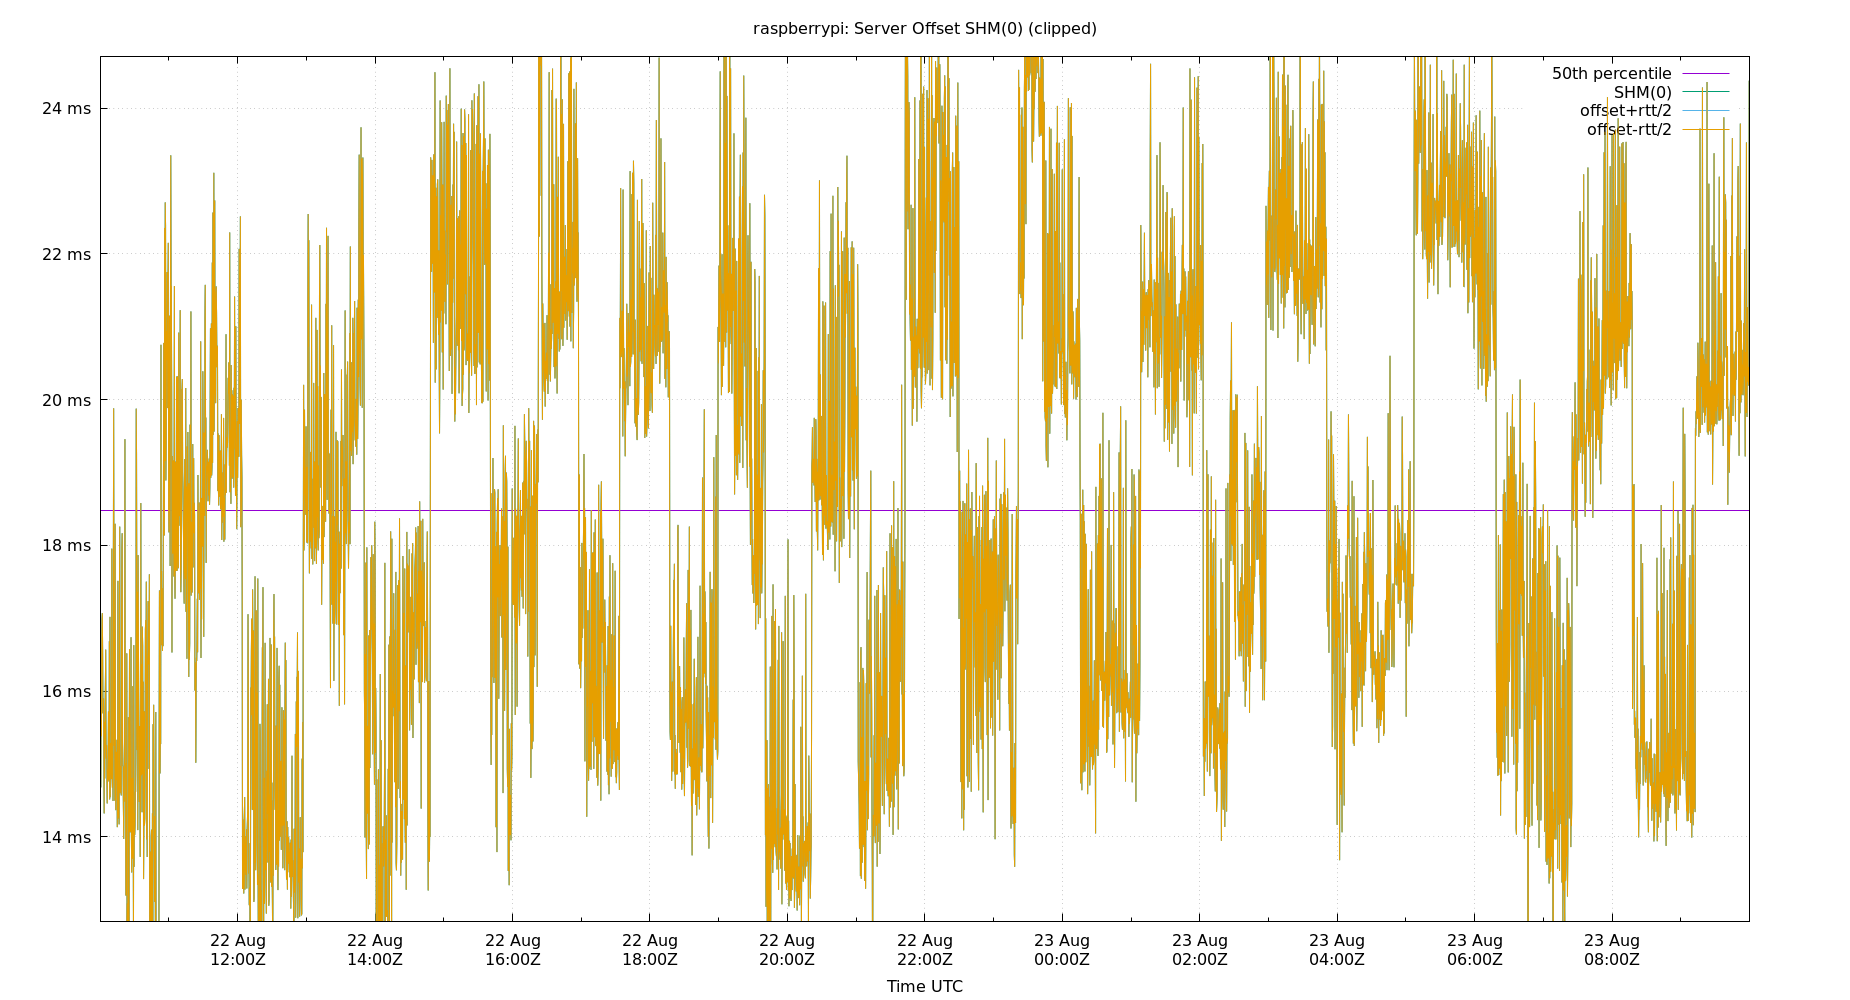 raspberrypi: Server Offset SHM(0) (clipped)
50th percentile
SHM(0)
offset+rtt/2
offset-rtt/2
24 ms
22 ms
20 ms
18 ms
16 ms
14 ms
22 Aug 22 Aug 22 Aug 22 Aug 22 Aug 22 Aug 23 Aug 23 Aug 23 Aug 23 Aug 23 Aug
12:00Z 14:00Z 16:00Z 18:00Z 20:00Z 22:00Z 00:00Z 02:00Z 04:00Z 06:00Z 08:00Z
Time UTC